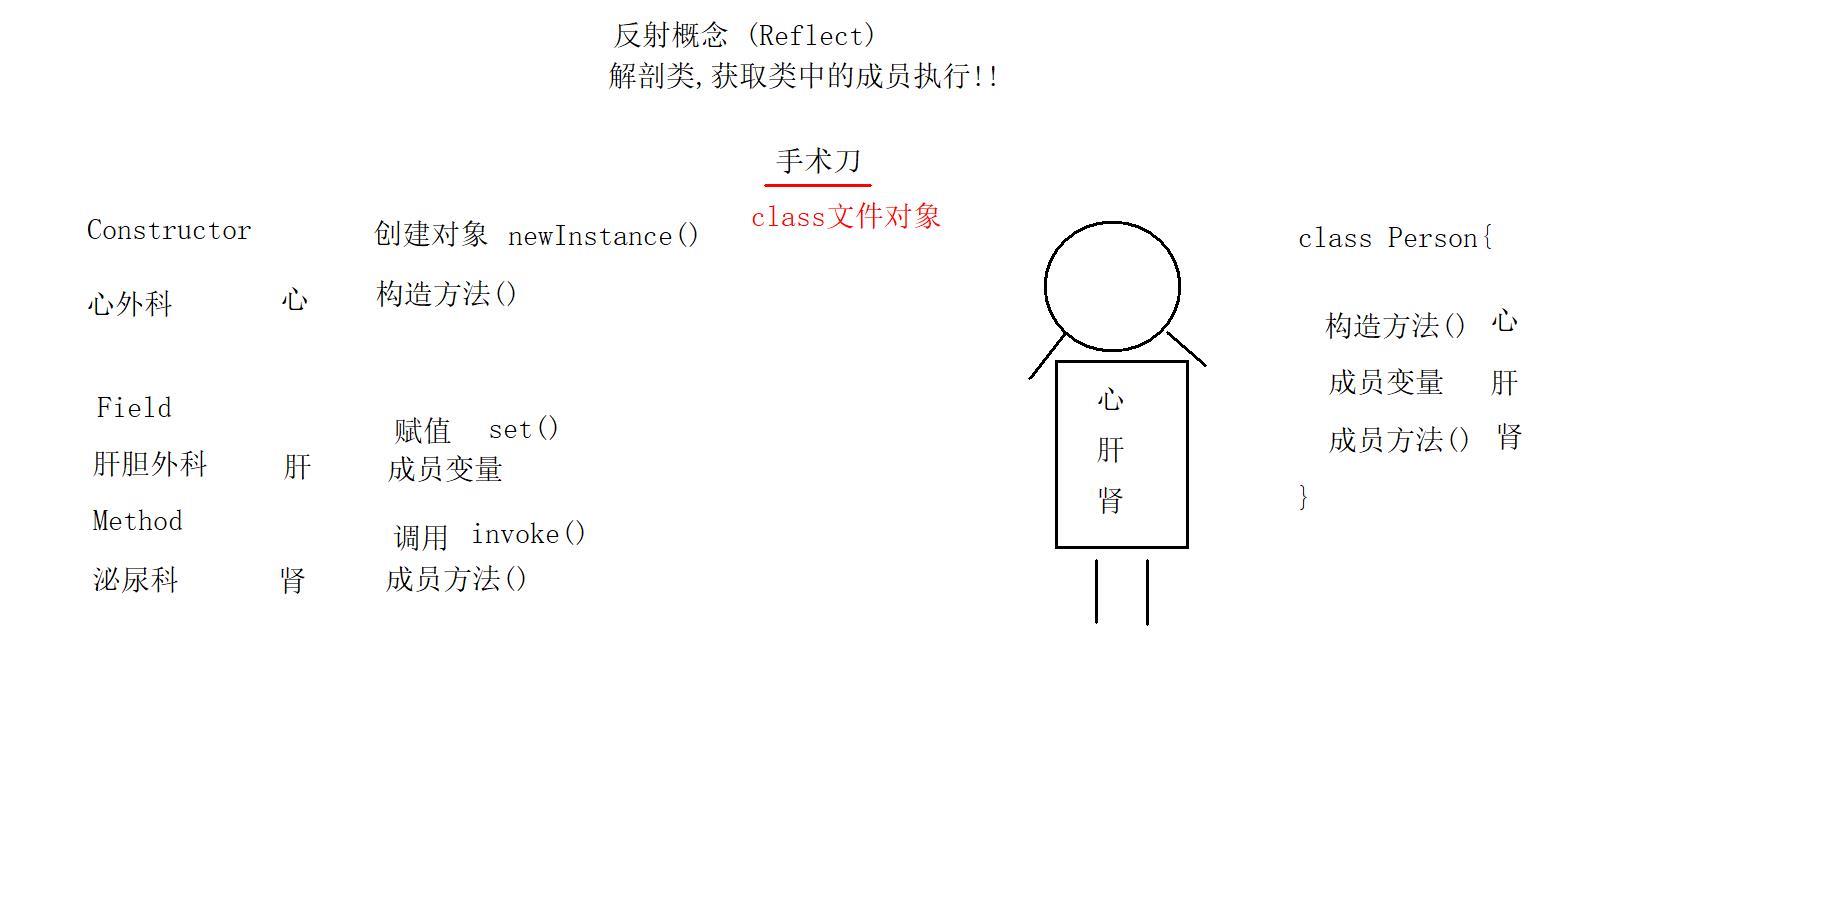 反射概念 (Reflect)
解剖类,获取类中的成员执行!!
手术刀
class文件对象
Constructor 创建对象 newInstance()
心外科 心 构造方法()
Field 赋值 set()
肝胆外科 肝 成员变量
Method 调用 invoke()
泌尿科 肾 成员方法()
心
肝
肾
class Person{
构造方法() 心
成员变量 肝
成员方法() 肾
}